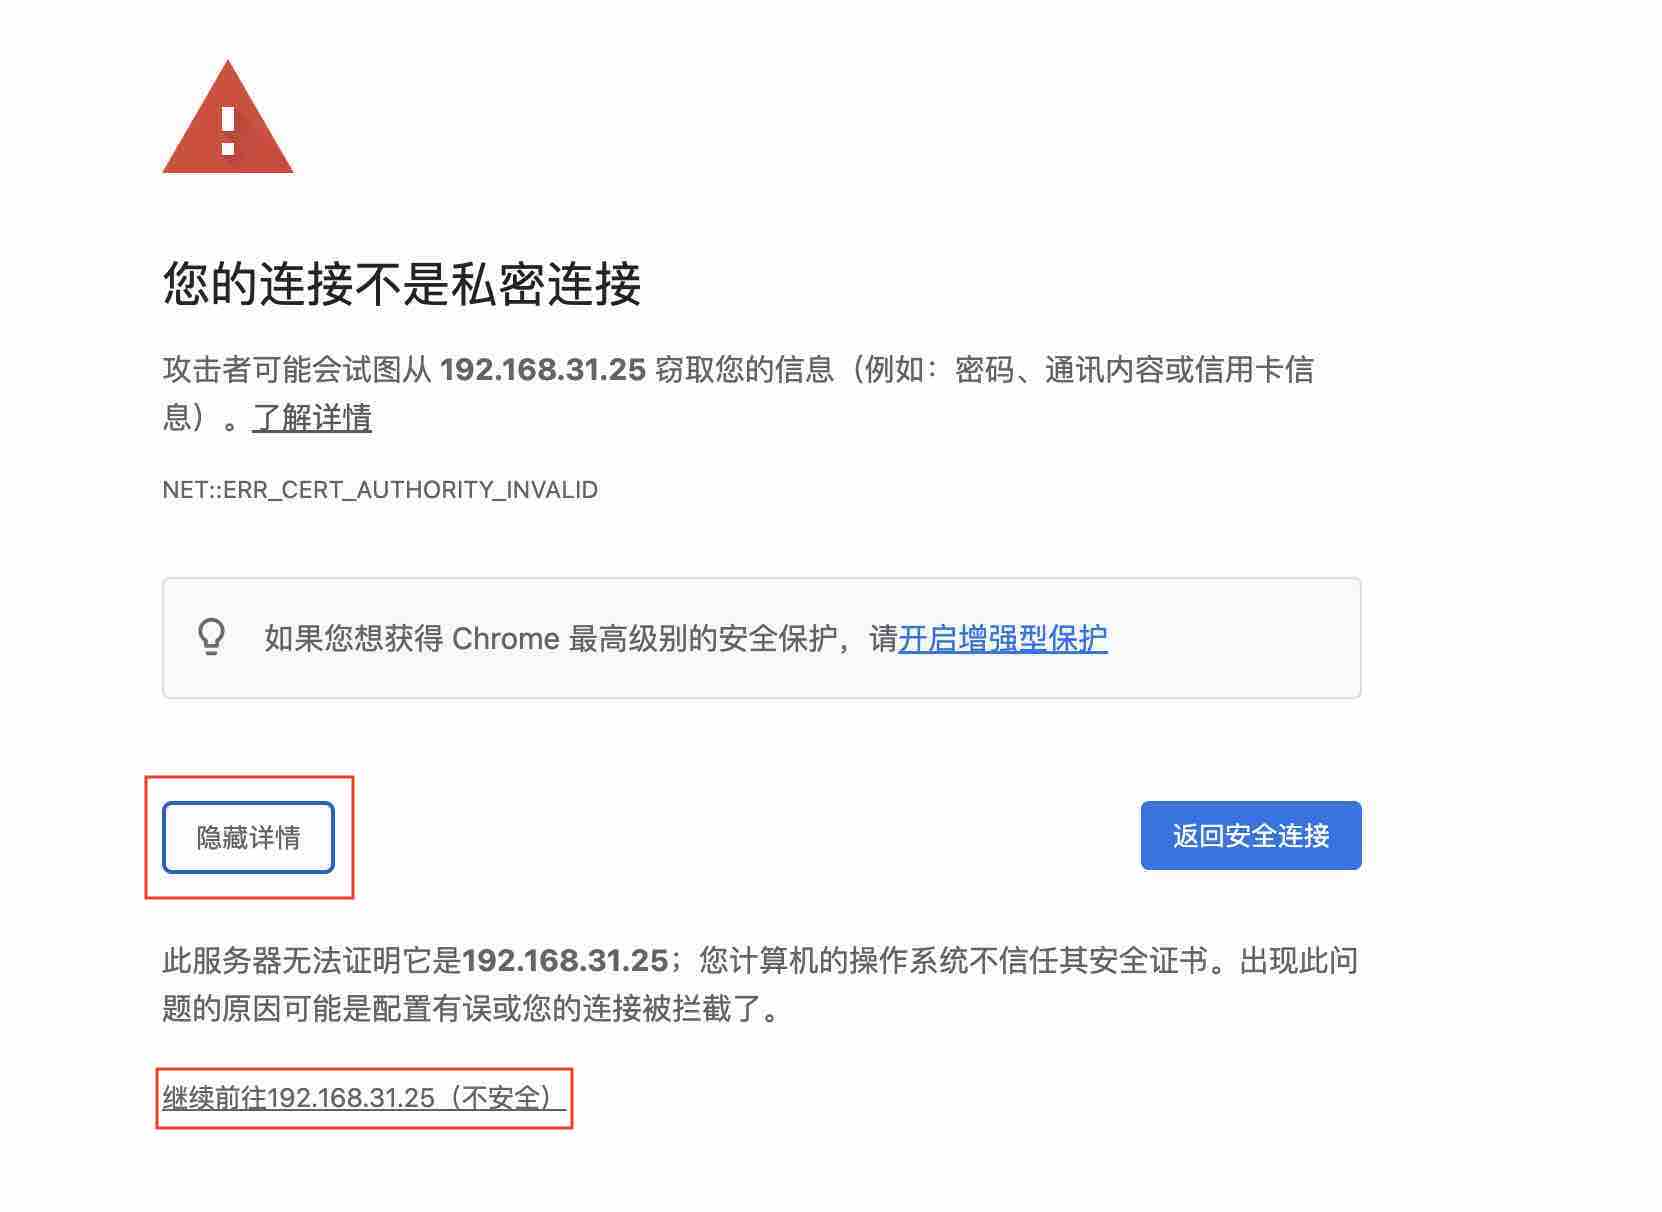 您的连接不是私密连接
攻击者可能会试图从 192.168.31.25 窃取您的信息（例如：密码、通讯内容或信用卡信
息）。了解详情
NET::ERR_CERT_AUTHORITY_INVALID
如果您想获得 Chrome 最高级别的安全保护，请开启增强型保护
隐藏详情
返回安全连接
此服务器无法证明它是192.168.31.25；您计算机的操作系统不信任其安全证书。出现此问
题的原因可能是配置有误或您的连接被拦截了。
继续前往192.168.31.25（不安全）